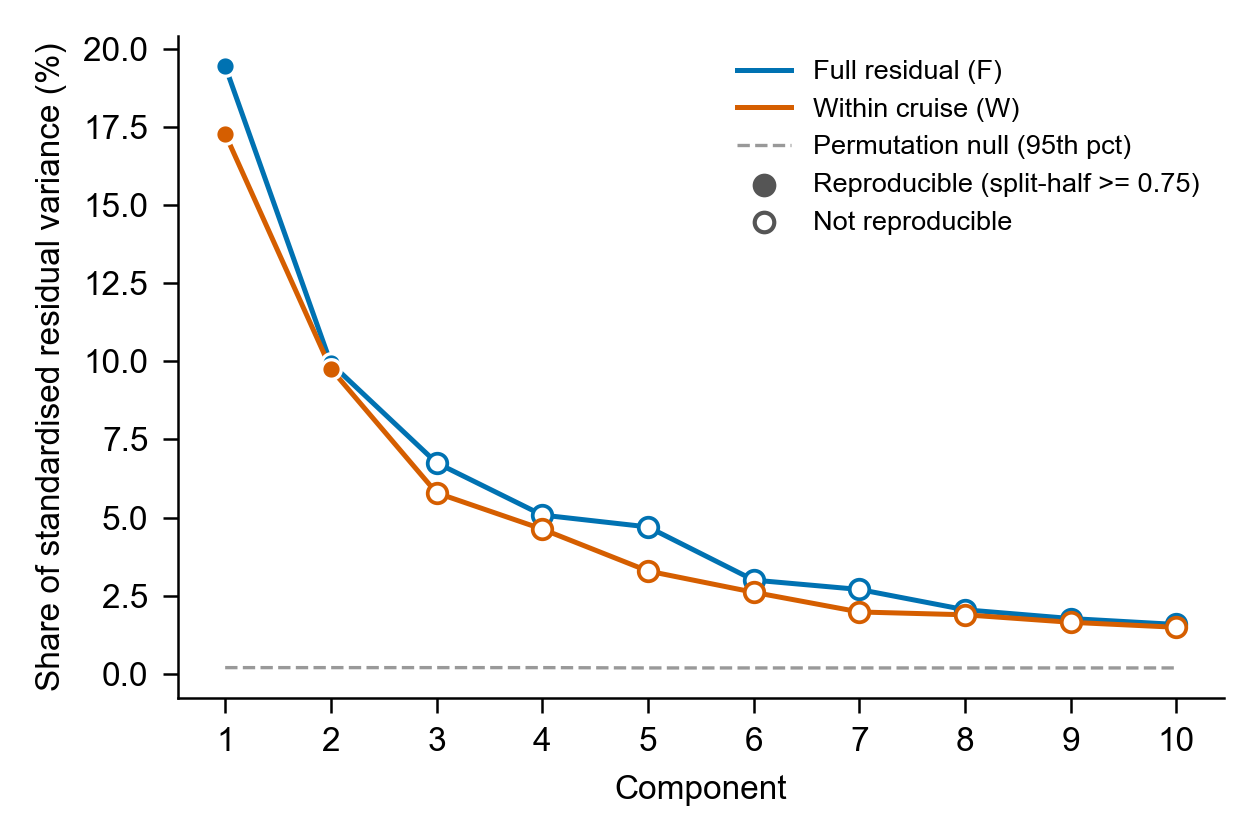 Share of standardised residual variance (%)
20.0
17.5
15.0
12.5
10.0
7.5
5.0
2.5
0.0
Full residual (F)
Within cruise (W)
Permutation null (95th pct)
Reproducible (split-half >= 0.75)
Not reproducible
1 2 3 4 5 6 7 8 9 10
Component